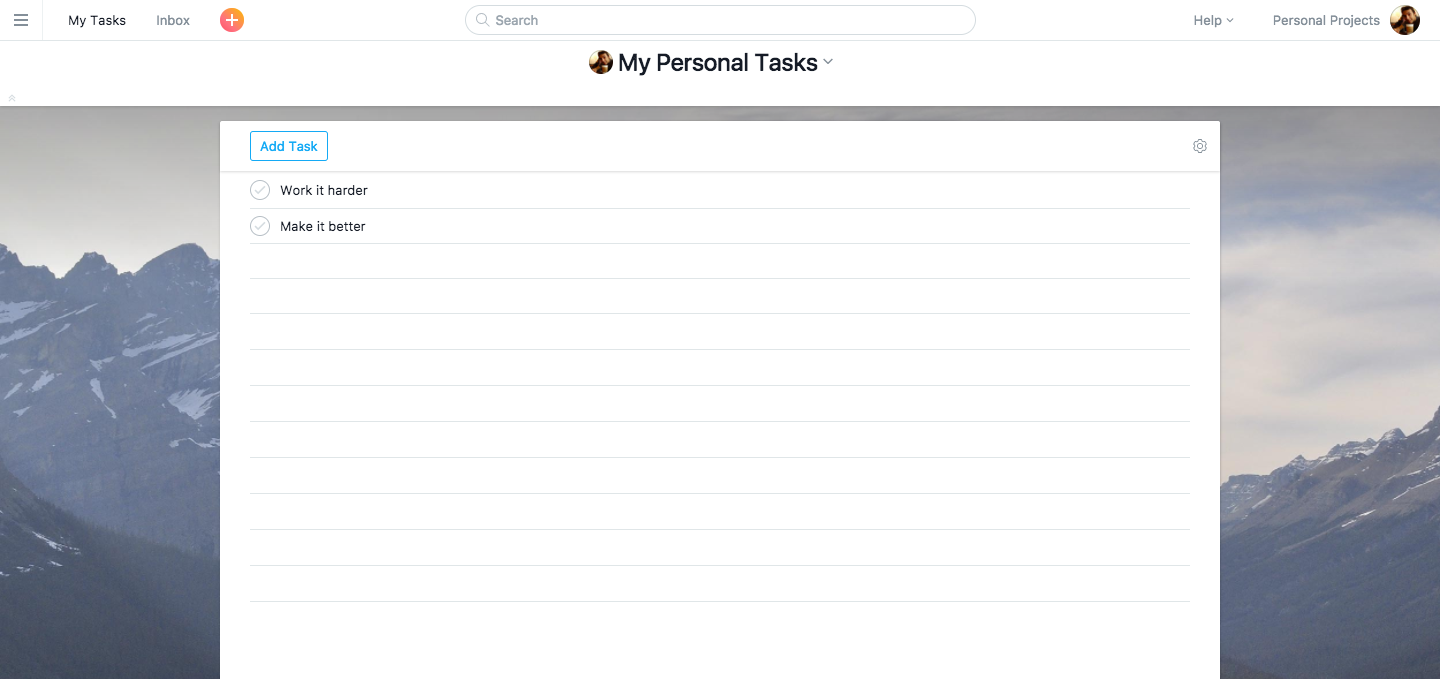 My Tasks Inbox Search Help Personal Projects
My Personal Tasks
Add Task
Work it harder
Make it better